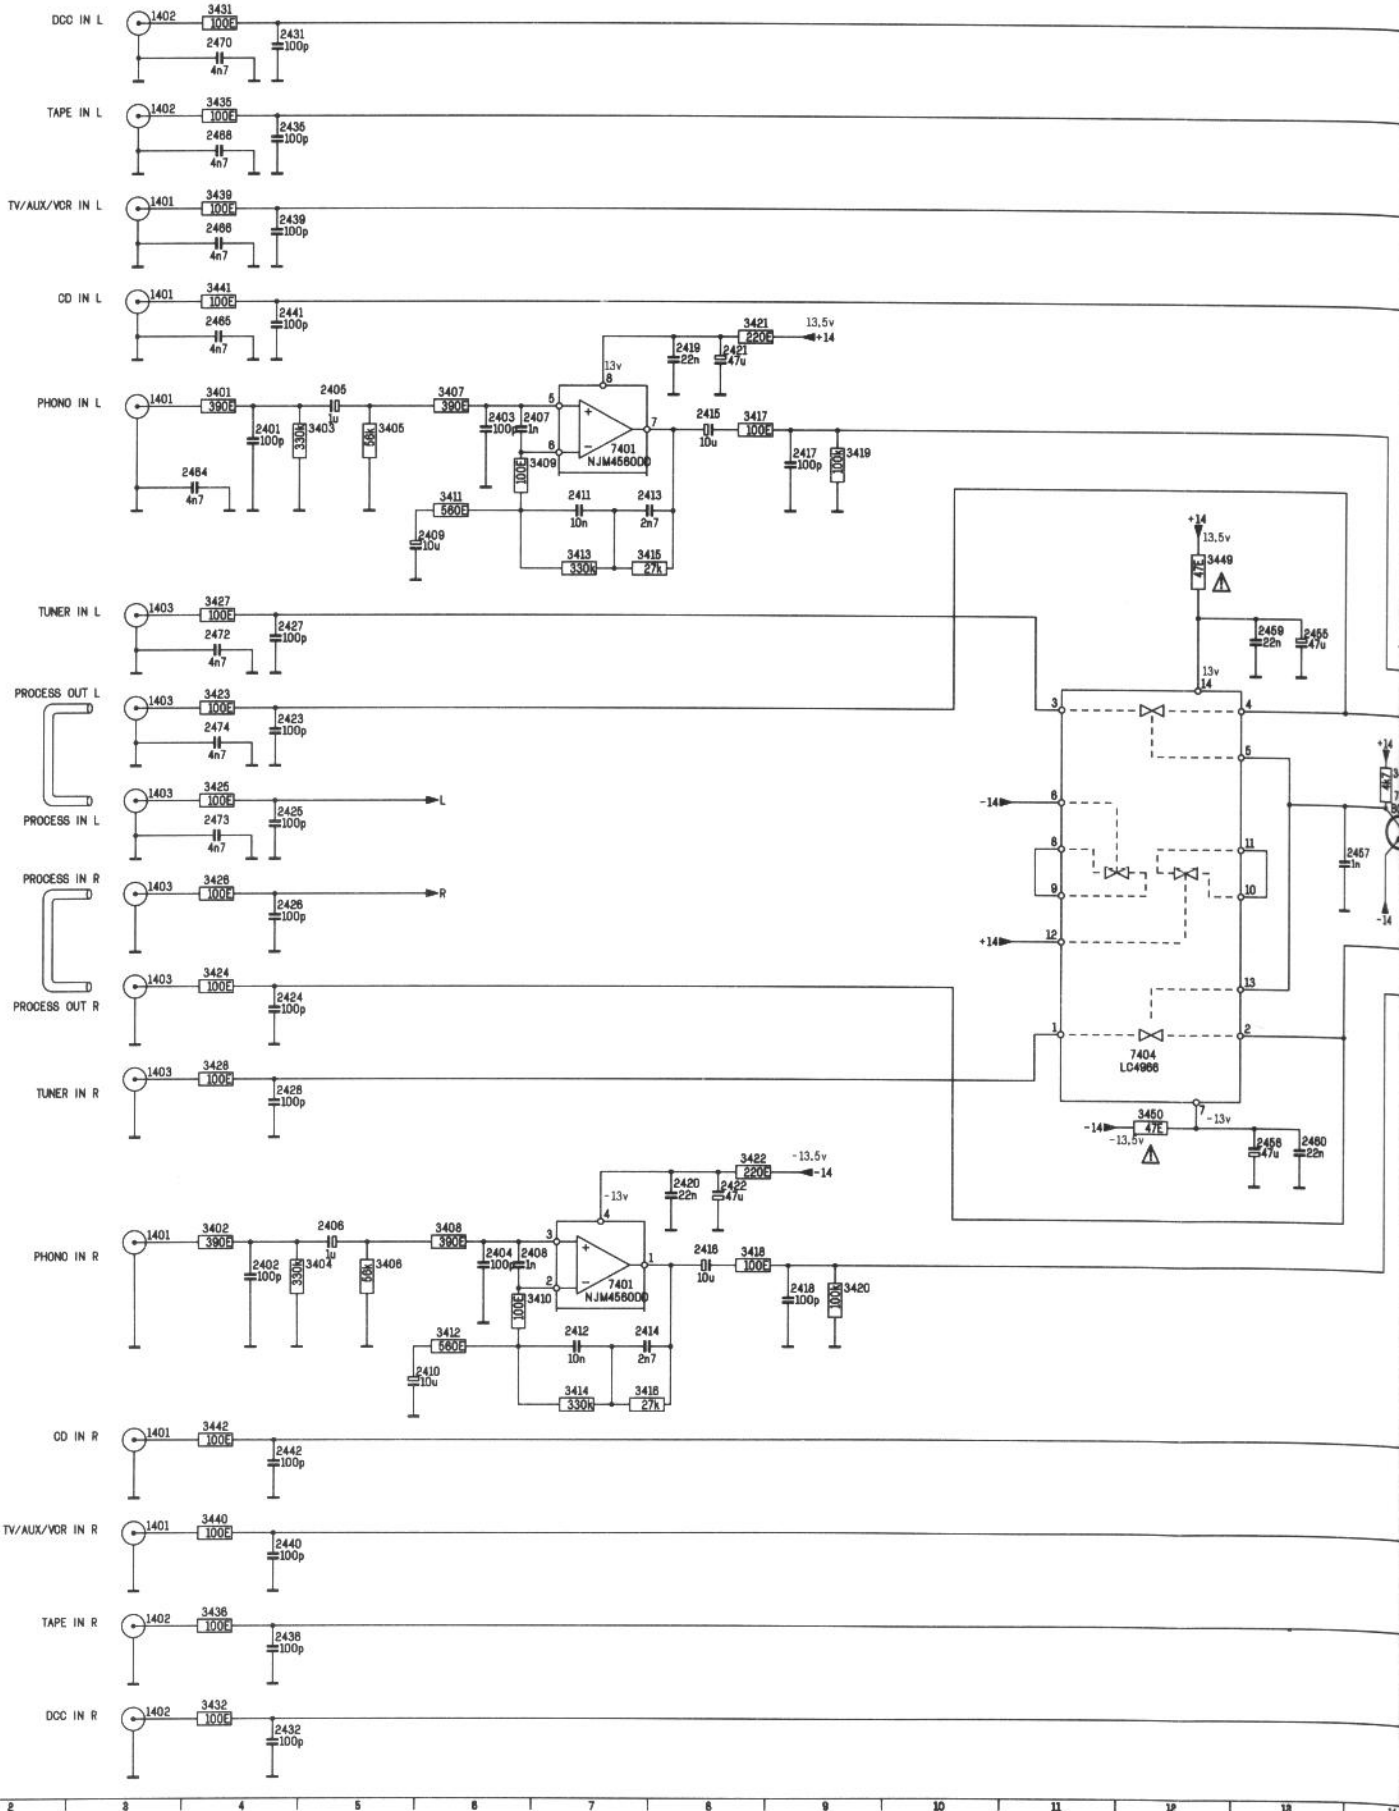 DCC IN L 1402 3431 100E 2431 100p
2470 4n7
TAPE IN L 1402 3435 100E 2435 100p
2468 4n7
TV/AUX/VCR IN L 1401 3439 100E 2439 100p
2466 4n7
CD IN L 1401 3441 100E 2441 100p
2465 4n7
3421 220E 13,5v +14
2419 22n 2421 47u
13v 8
PHONO IN L 1401 3401 390E 2405 1u 3407 390E 5 + 7 2415 10u 3417 100E
2401 100p 330k 3403 56k 3405 2403 100p 2407 1n 6 − 7401 NJM4560DD 2417 100p 100k 3419
100E 3409
2464 4n7
3411 560E 2411 10n 2413 2n7
2409 10u
3413 330k 3415 27k
+14 13,5v
47E 3449
TUNER IN L 1403 3427 100E 2427 100p
2472 4n7
2459 22n 2455 47u
13v 14
PROCESS OUT L 1403 3423 100E 2423 100p
2474 4n7
3 4
5
+14
4k7
1403 3425 100E L 2425 100p
PROCESS IN L
2473 4n7
-14 6
8 11
2457 1n
9 10
-14
PROCESS IN R 1403 3426 100E R 2426 100p
+14 12
1403 3424 100E 2424 100p
PROCESS OUT R
13
1 2
7404
LC4966
TUNER IN R 1403 3428 100E 2428 100p
7 -13v
-14 -13,5v 3450 47E
2456 47u 2460 22n
3422 220E -13,5v -14
2420 22n 2422 47u
-13v 4
PHONO IN R 1401 3402 390E 2406 1u 3408 390E 3 + 1 2416 10u 3418 100E
2402 100p 330k 3404 56k 3406 2404 100p 2408 1n 2 − 7401 NJM4560DD 2418 100p 100k 3420
100E 3410
3412 560E 2412 10n 2414 2n7
2410 10u
3414 330k 3416 27k
CD IN R 1401 3442 100E 2442 100p
TV/AUX/VCR IN R 1401 3440 100E 2440 100p
TAPE IN R 1402 3436 100E 2436 100p
DCC IN R 1402 3432 100E 2432 100p
2 3 4 5 6 7 8 9 10 11 12 13